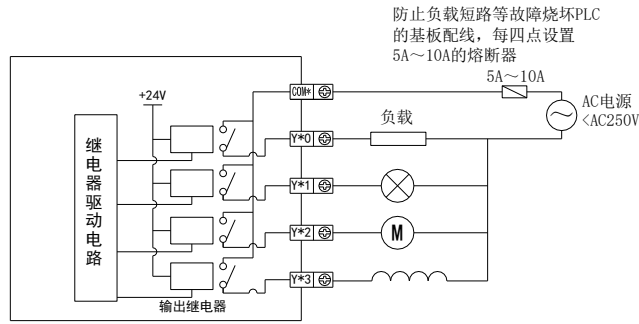 防止负载短路等故障烧坏PLC
的基板配线，每四点设置
5A～10A的熔断器
5A～10A
COM*
+24V
AC电源
<AC250V
负载
Y*0
继电器驱动电路
Y*1
Y*2
M
Y*3
输出继电器